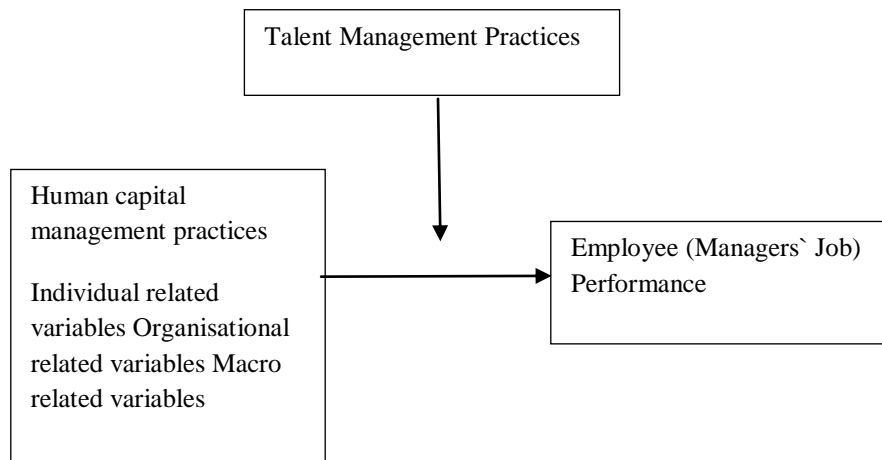 Talent Management Practices
Human capital
management practices
Individual related
variables Organisational
related variables Macro
related variables
Employee (Managers` Job)
Performance